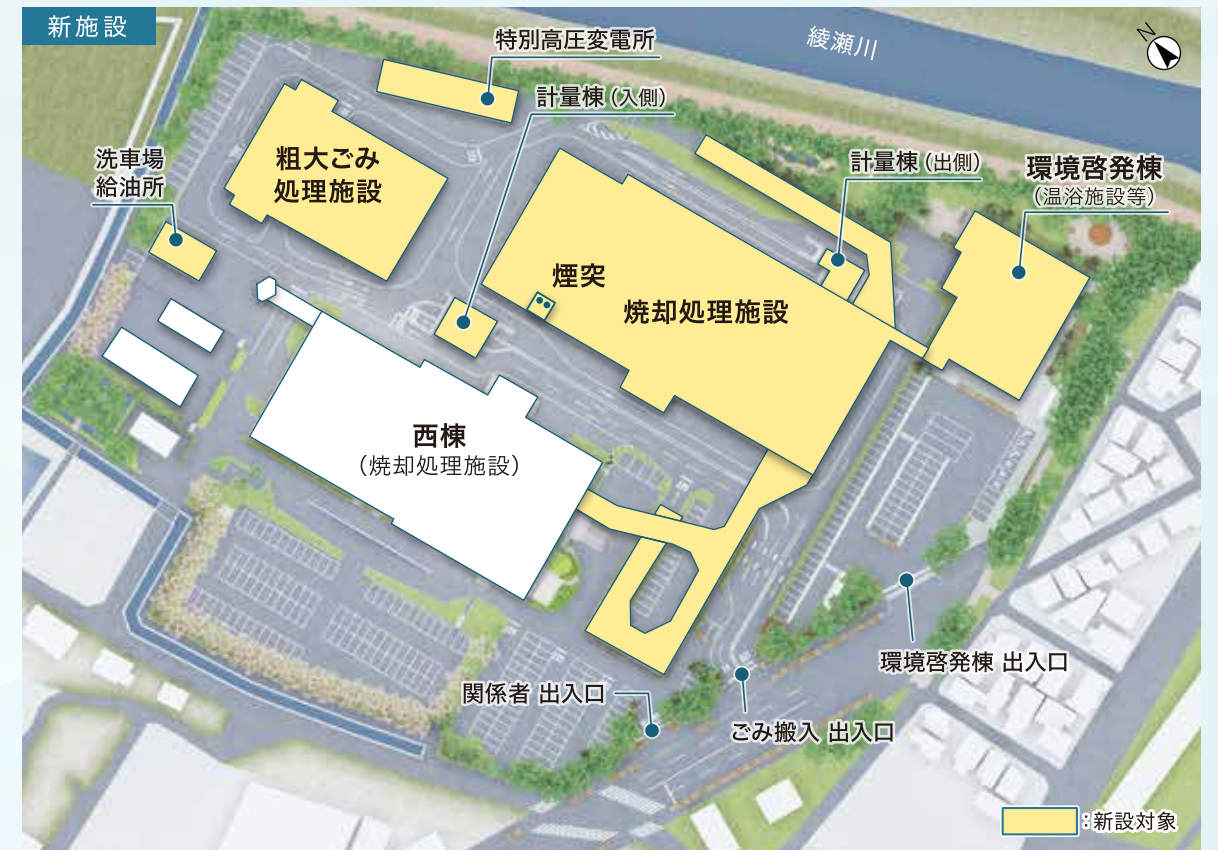 新施設
特別高圧変電所
綾瀬川
N
計量棟(入側)
洗車場
給油所
粗大ごみ
処理施設
計量棟(出側)
環境啓発棟
(温浴施設等)
煙突
焼却処理施設
西棟
(焼却処理施設)
環境啓発棟 出入口
関係者 出入口
ごみ搬入 出入口
:新設対象